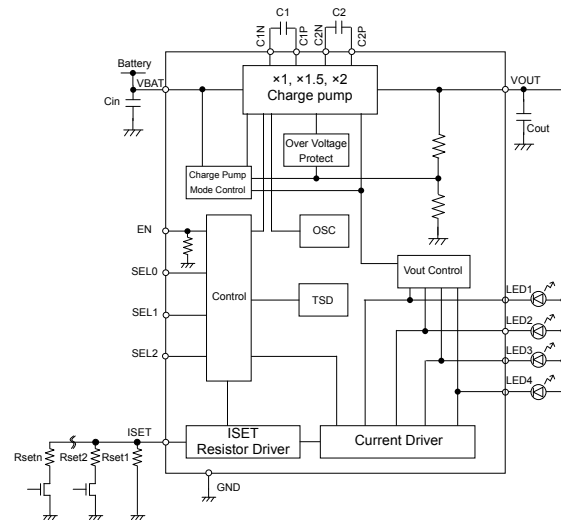 C1
C2
C1N
C1P
C2N
C2P
Battery
VBAT
×1, ×1.5, ×2
Charge pump
VOUT
Cin
Cout
Over Voltage
Protect
Charge Pump
Mode Control
EN
OSC
SEL0
Vout Control
Control
TSD
LED1
SEL1
LED2
SEL2
LED3
LED4
ISET
ISET
Resistor Driver
Current Driver
Rsetn
Rset2
Rset1
GND